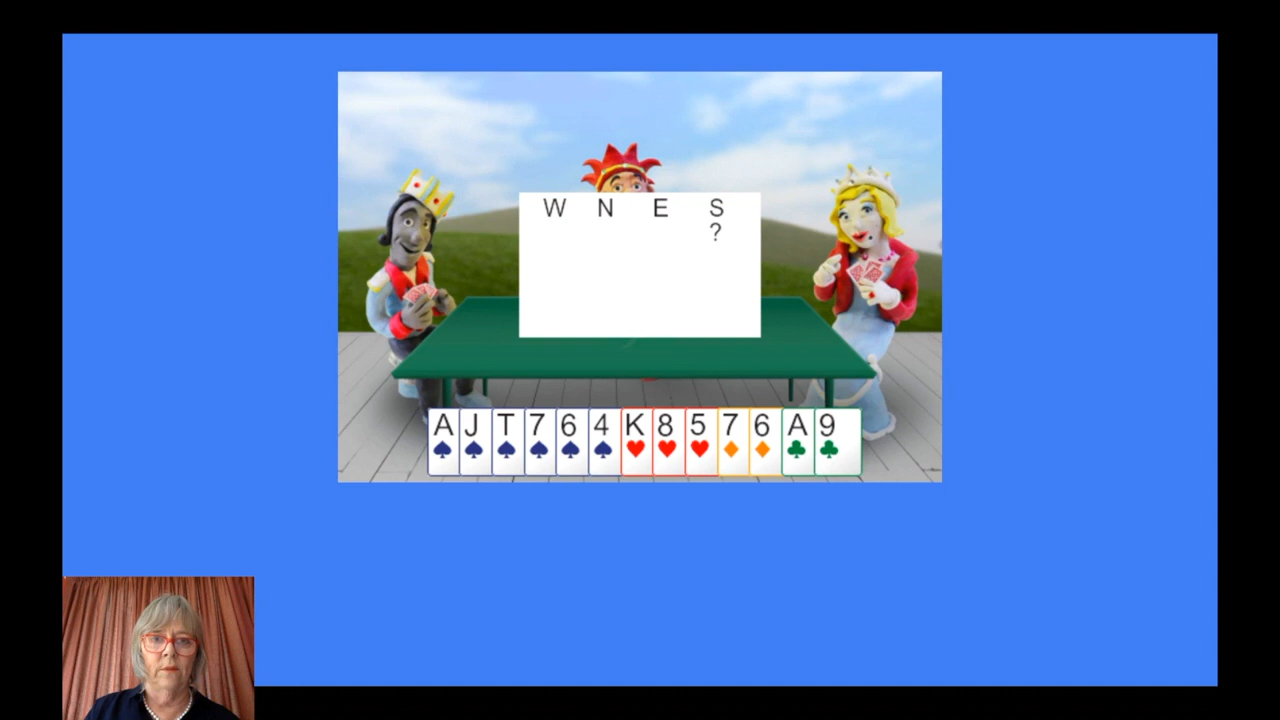 W N E S
?
A J T 7 6 4 K 8 5 7 6 A 9
♠ ♠ ♠ ♠ ♠ ♠ ♥ ♥ ♥ ♦ ♦ ♣ ♣